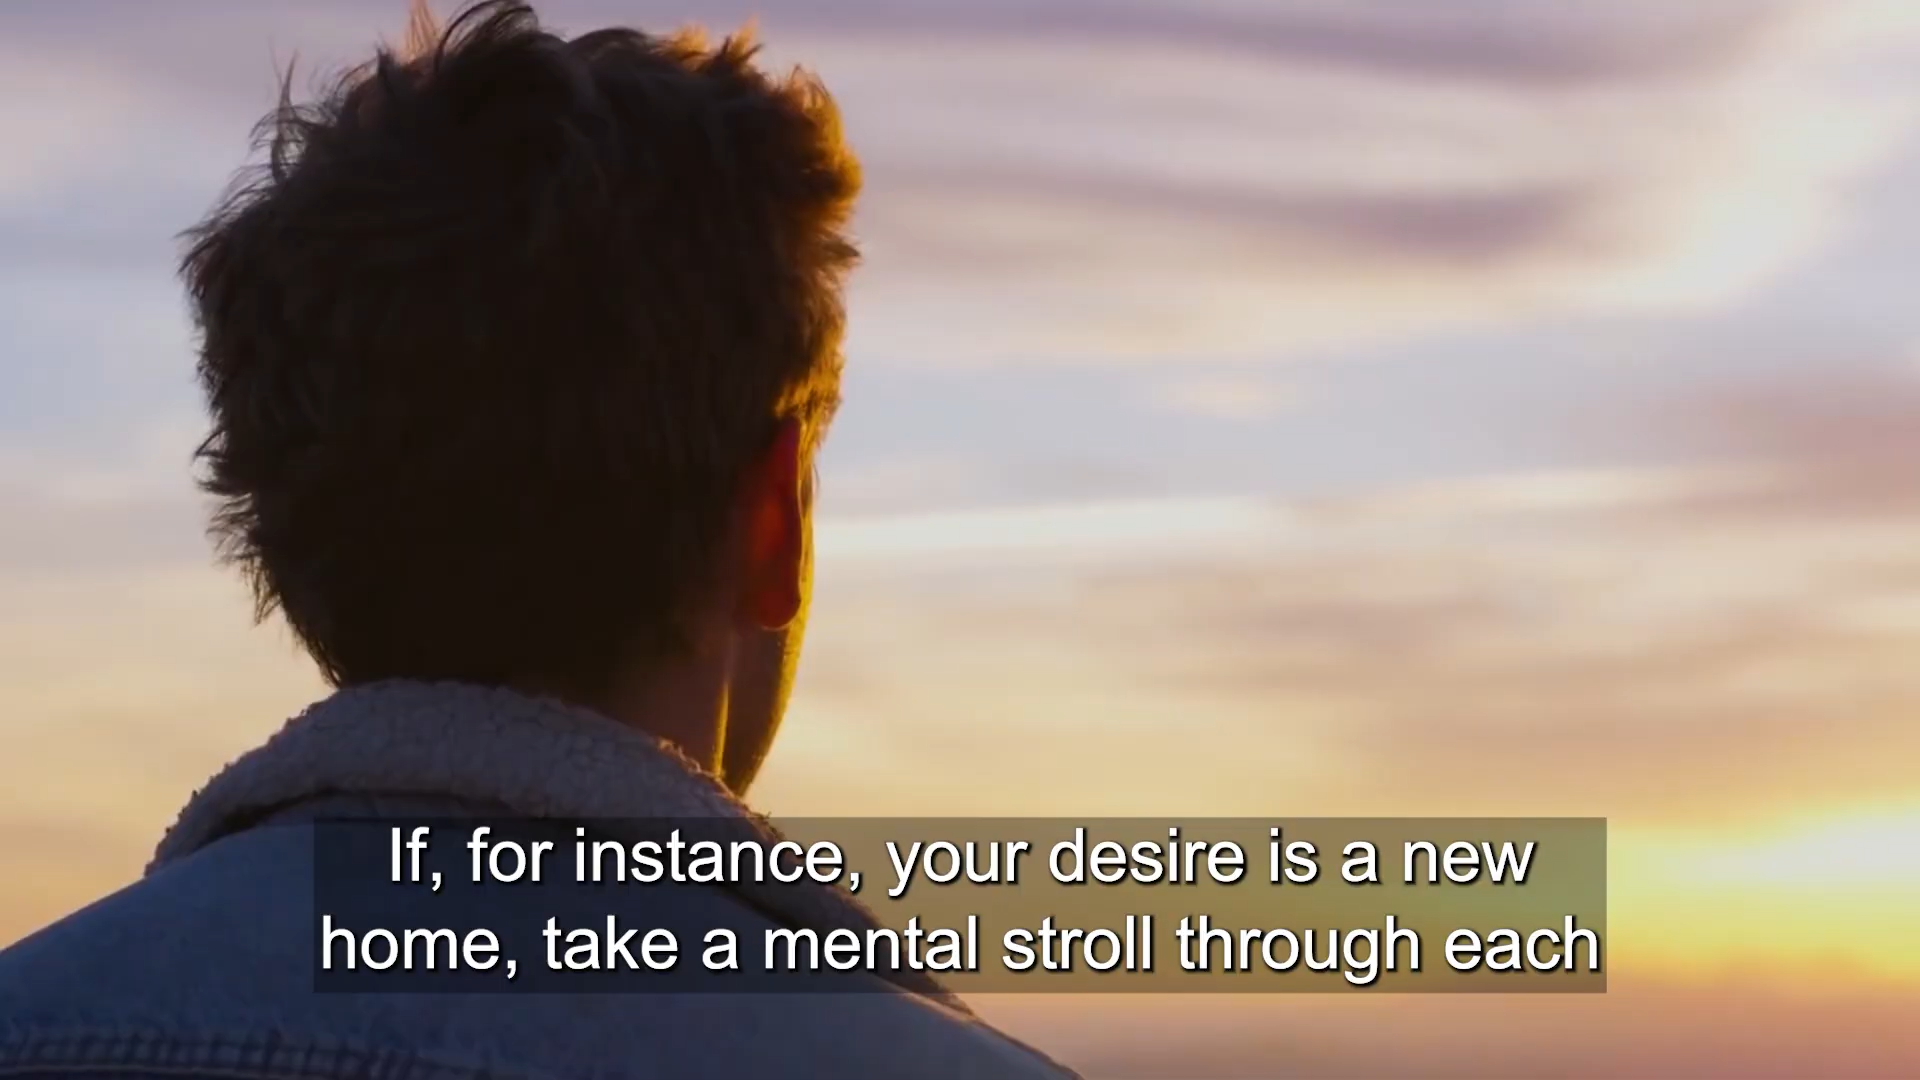 If, for instance, your desire is a new
home, take a mental stroll through each